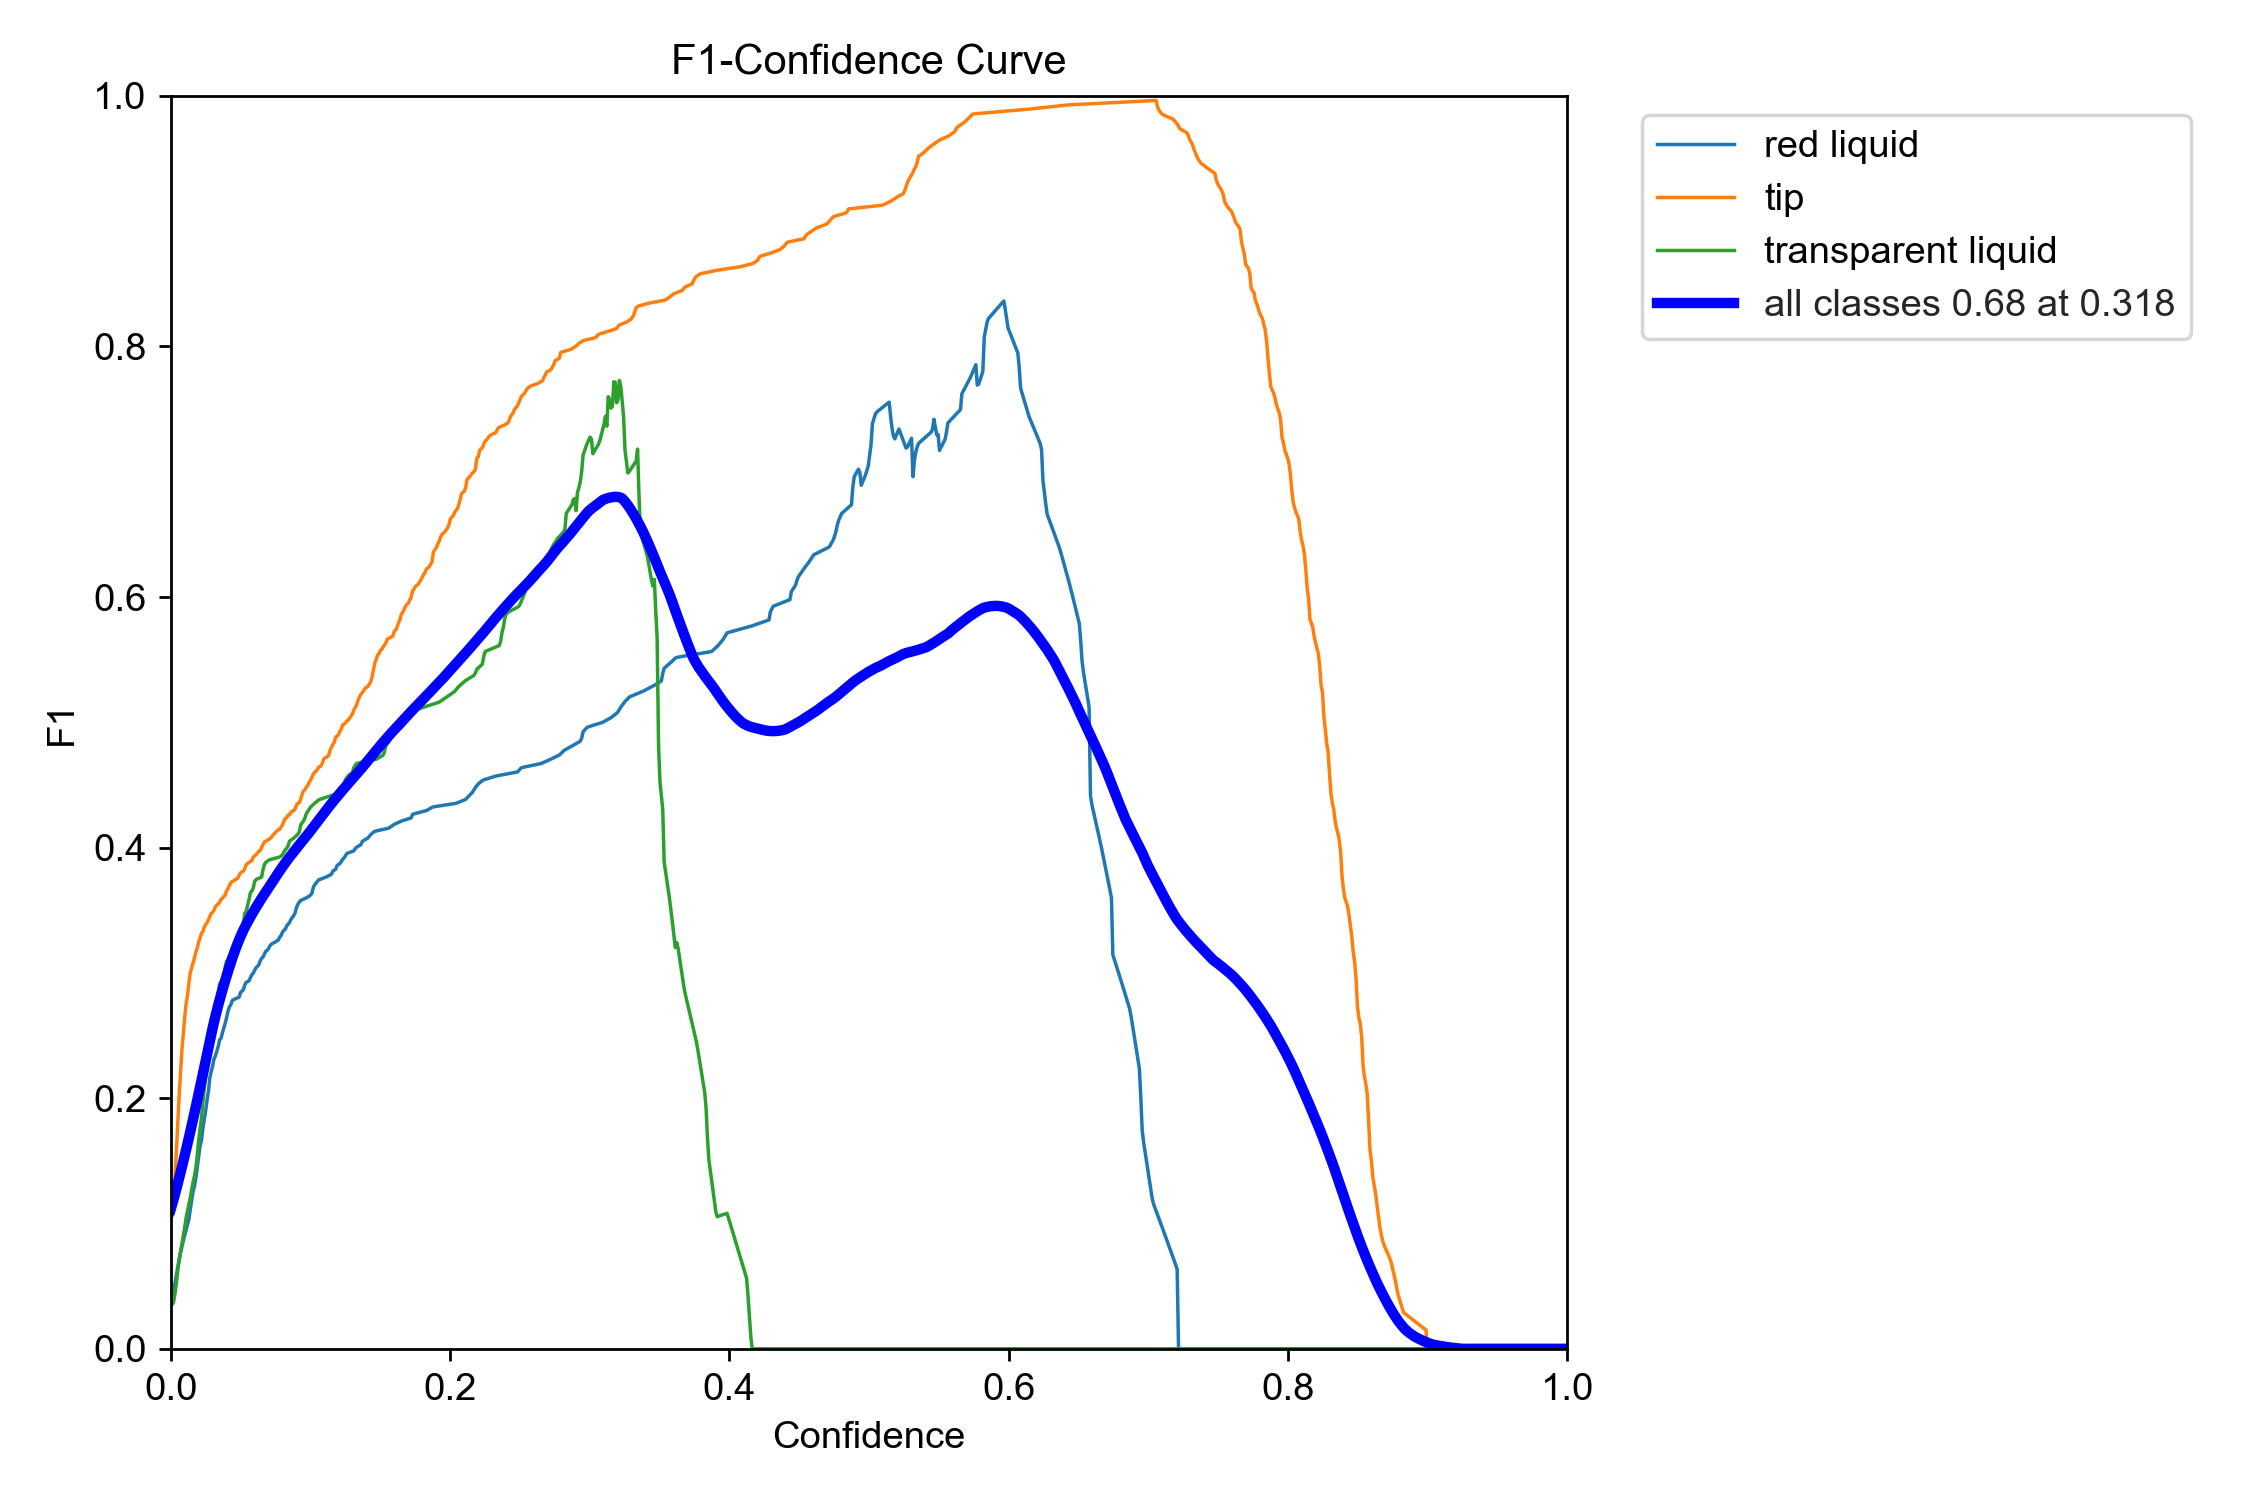 F1-Confidence Curve
1.0
0.8
0.6
0.4
0.2
0.0
F1
0.0 0.2 0.4 0.6 0.8 1.0
Confidence
red liquid
tip
transparent liquid
all classes 0.68 at 0.318